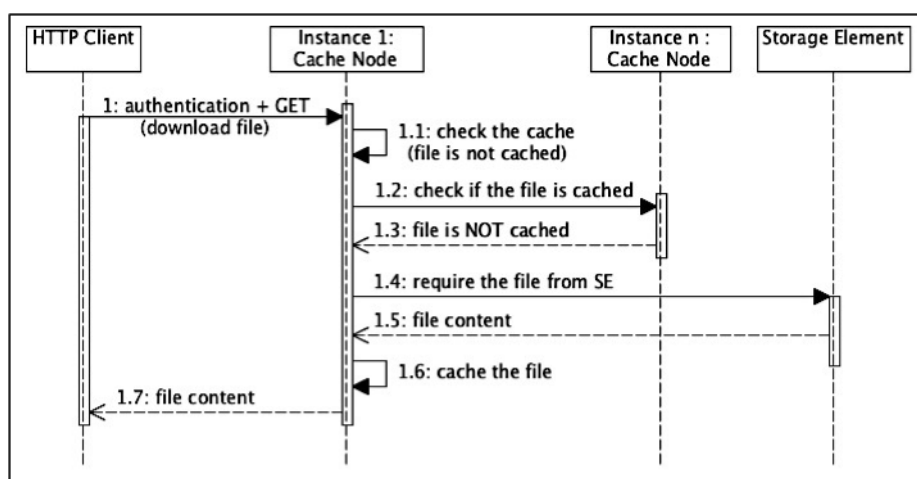 HTTP Client
Instance 1:
Cache Node
Instance n :
Cache Node
Storage Element
1: authentication + GET
(download file)
1.1: check the cache
(file is not cached)
1.2: check if the file is cached
1.3: file is NOT cached
1.4: require the file from SE
1.5: file content
1.6: cache the file
1.7: file content